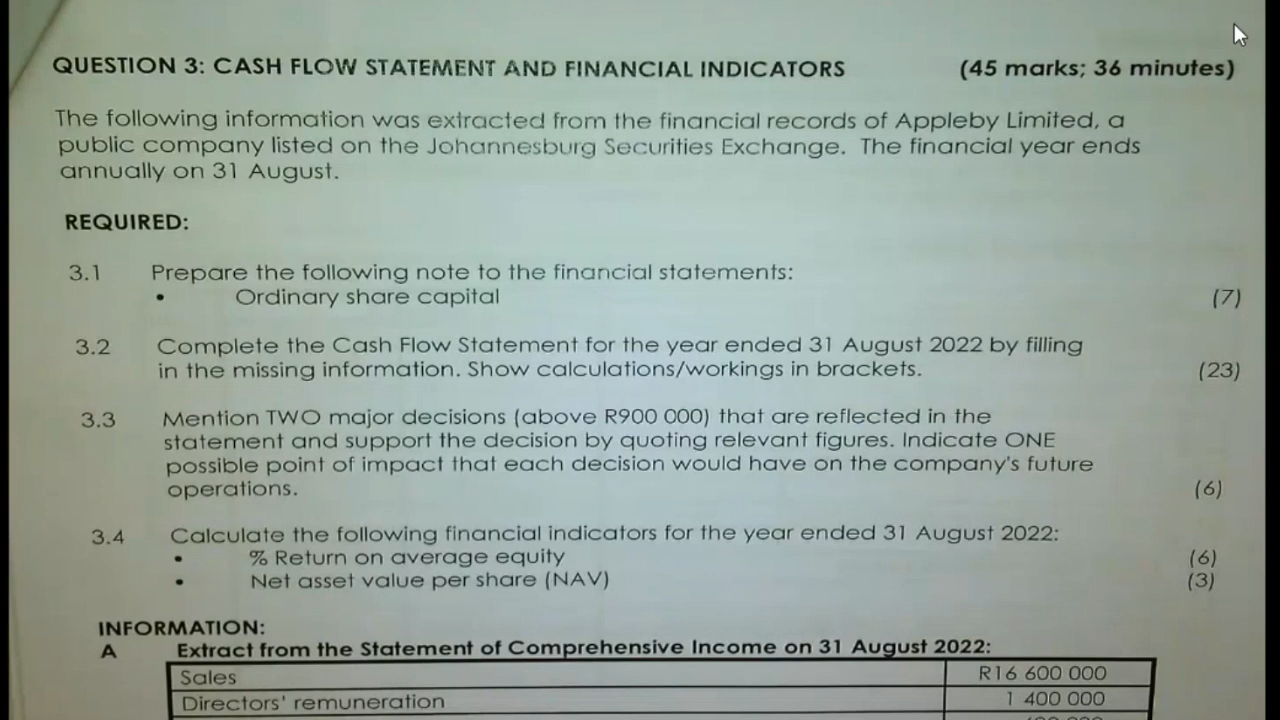 QUESTION 3: CASH FLOW STATEMENT AND FINANCIAL INDICATORS (45 marks; 36 minutes)
The following information was extracted from the financial records of Appleby Limited, a
public company listed on the Johannesburg Securities Exchange. The financial year ends
annually on 31 August.
REQUIRED:
3.1 Prepare the following note to the financial statements:
• Ordinary share capital (7)
3.2 Complete the Cash Flow Statement for the year ended 31 August 2022 by filling
in the missing information. Show calculations/workings in brackets. (23)
3.3 Mention TWO major decisions (above R900 000) that are reflected in the
statement and support the decision by quoting relevant figures. Indicate ONE
possible point of impact that each decision would have on the company's future
operations. (6)
3.4 Calculate the following financial indicators for the year ended 31 August 2022:
• % Return on average equity (6)
• Net asset value per share (NAV) (3)
INFORMATION:
A Extract from the Statement of Comprehensive Income on 31 August 2022:
Sales R16 600 000
Directors' remuneration 1 400 000